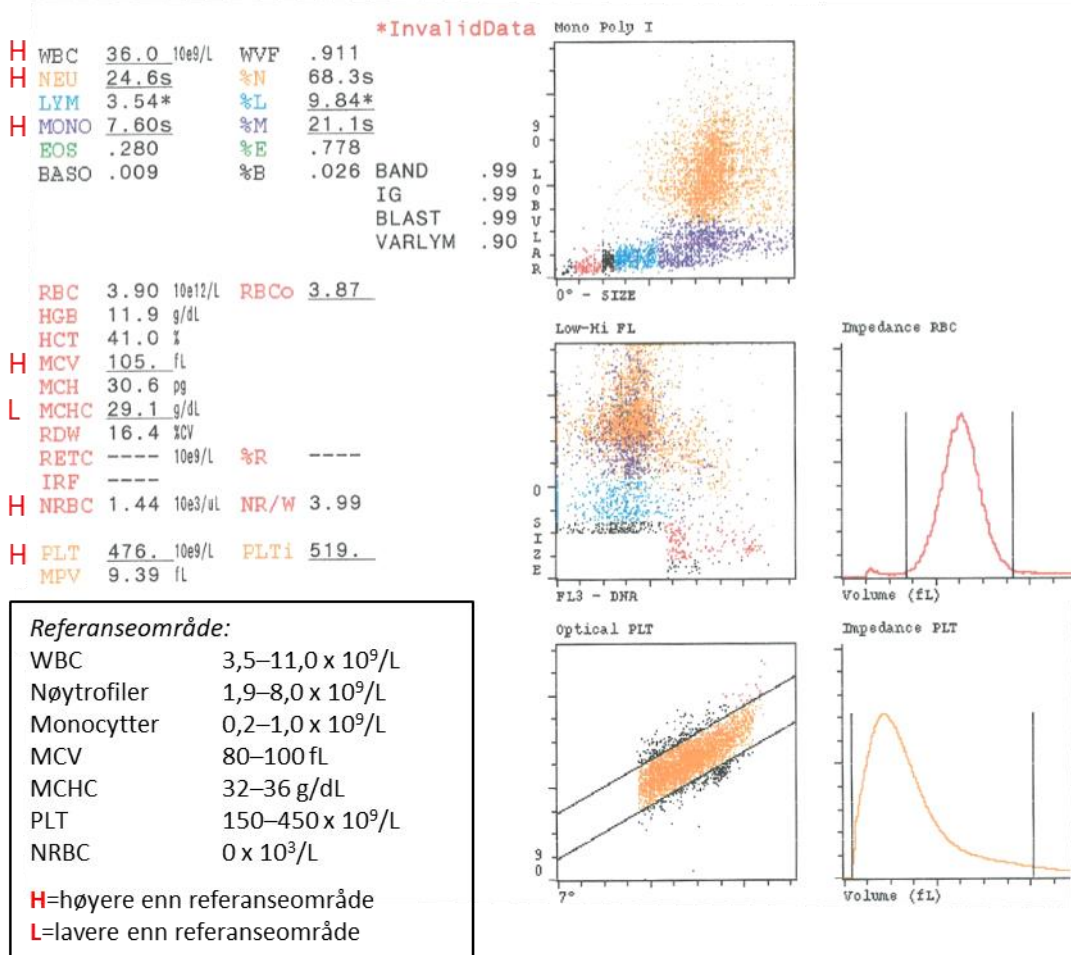 *InvalidData
H WBC 36.0 10e9/L WVF .911
H NEU 24.6s %N 68.3s
LYM 3.54* %L 9.84*
H MONO 7.60s %M 21.1s
EOS .280 %E .778
BASO .009 %B .026 BAND .99
IG .99
BLAST .99
VARLYM .90
RBC 3.90 10e12/L RBCo 3.87
HGB 11.9 g/dL
HCT 41.0 %
H MCV 105. fL
MCH 30.6 pg
L MCHC 29.1 g/dL
RDW 16.4 %CV
RETC ---- 10e9/L %R ----
IRF ----
H NRBC 1.44 10e3/uL NR/W 3.99
H PLT 476. 10e9/L PLTi 519.
MPV 9.39 fL
Mono Poly I
90 LOBULAR
0° - SIZE
Low-Hi FL
0 SIZE
FL3 - DNA
Impedance RBC
Volume (fL)
Optical PLT
90
7°
Impedance PLT
Volume (fL)
Referanseområde:
WBC 3,5–11,0 x 10⁹/L
Nøytrofiler 1,9–8,0 x 10⁹/L
Monocytter 0,2–1,0 x 10⁹/L
MCV 80–100 fL
MCHC 32–36 g/dL
PLT 150–450 x 10⁹/L
NRBC 0 x 10³/L
H=høyere enn referanseområde
L=lavere enn referanseområde